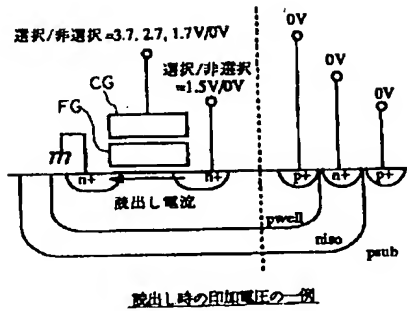 選択/非選択=3.7, 2.7, 1.7V/0V
0V
選択/非選択
=1.5V/0V
0V
CG
0V
FG
n+
n+
p+
n+
p+
読出し電流
pwell
niso
psub
読出し時の印加電圧の一例